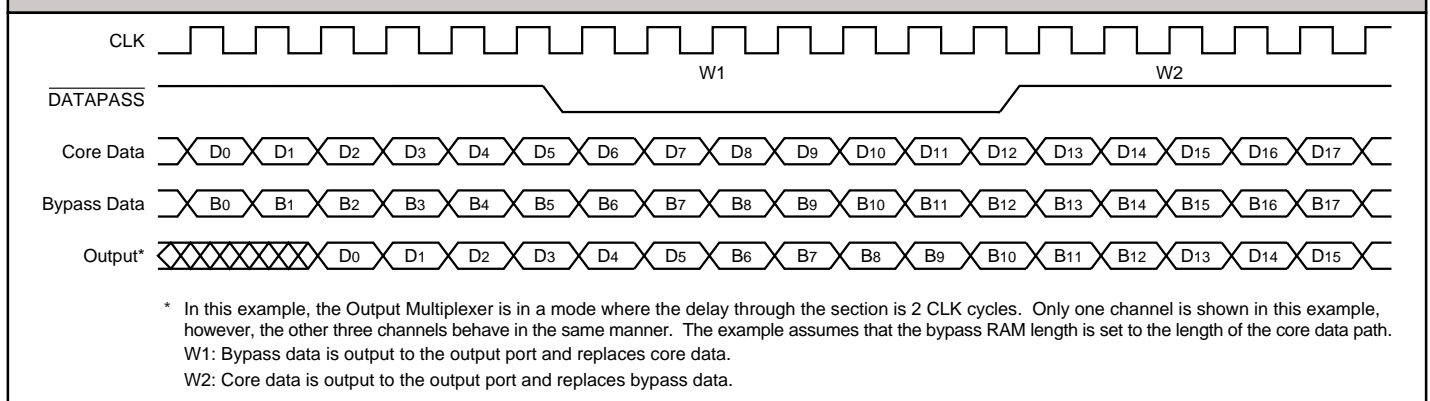 CLK
W1 W2
DATAPASS
Core Data D0 D1 D2 D3 D4 D5 D6 D7 D8 D9 D10 D11 D12 D13 D14 D15 D16 D17
Bypass Data B0 B1 B2 B3 B4 B5 B6 B7 B8 B9 B10 B11 B12 B13 B14 B15 B16 B17
Output* D0 D1 D2 D3 D4 D5 B6 B7 B8 B9 B10 B11 B12 D13 D14 D15
* In this example, the Output Multiplexer is in a mode where the delay through the section is 2 CLK cycles. Only one channel is shown in this example,
however, the other three channels behave in the same manner. The example assumes that the bypass RAM length is set to the length of the core data path.
W1: Bypass data is output to the output port and replaces core data.
W2: Core data is output to the output port and replaces bypass data.